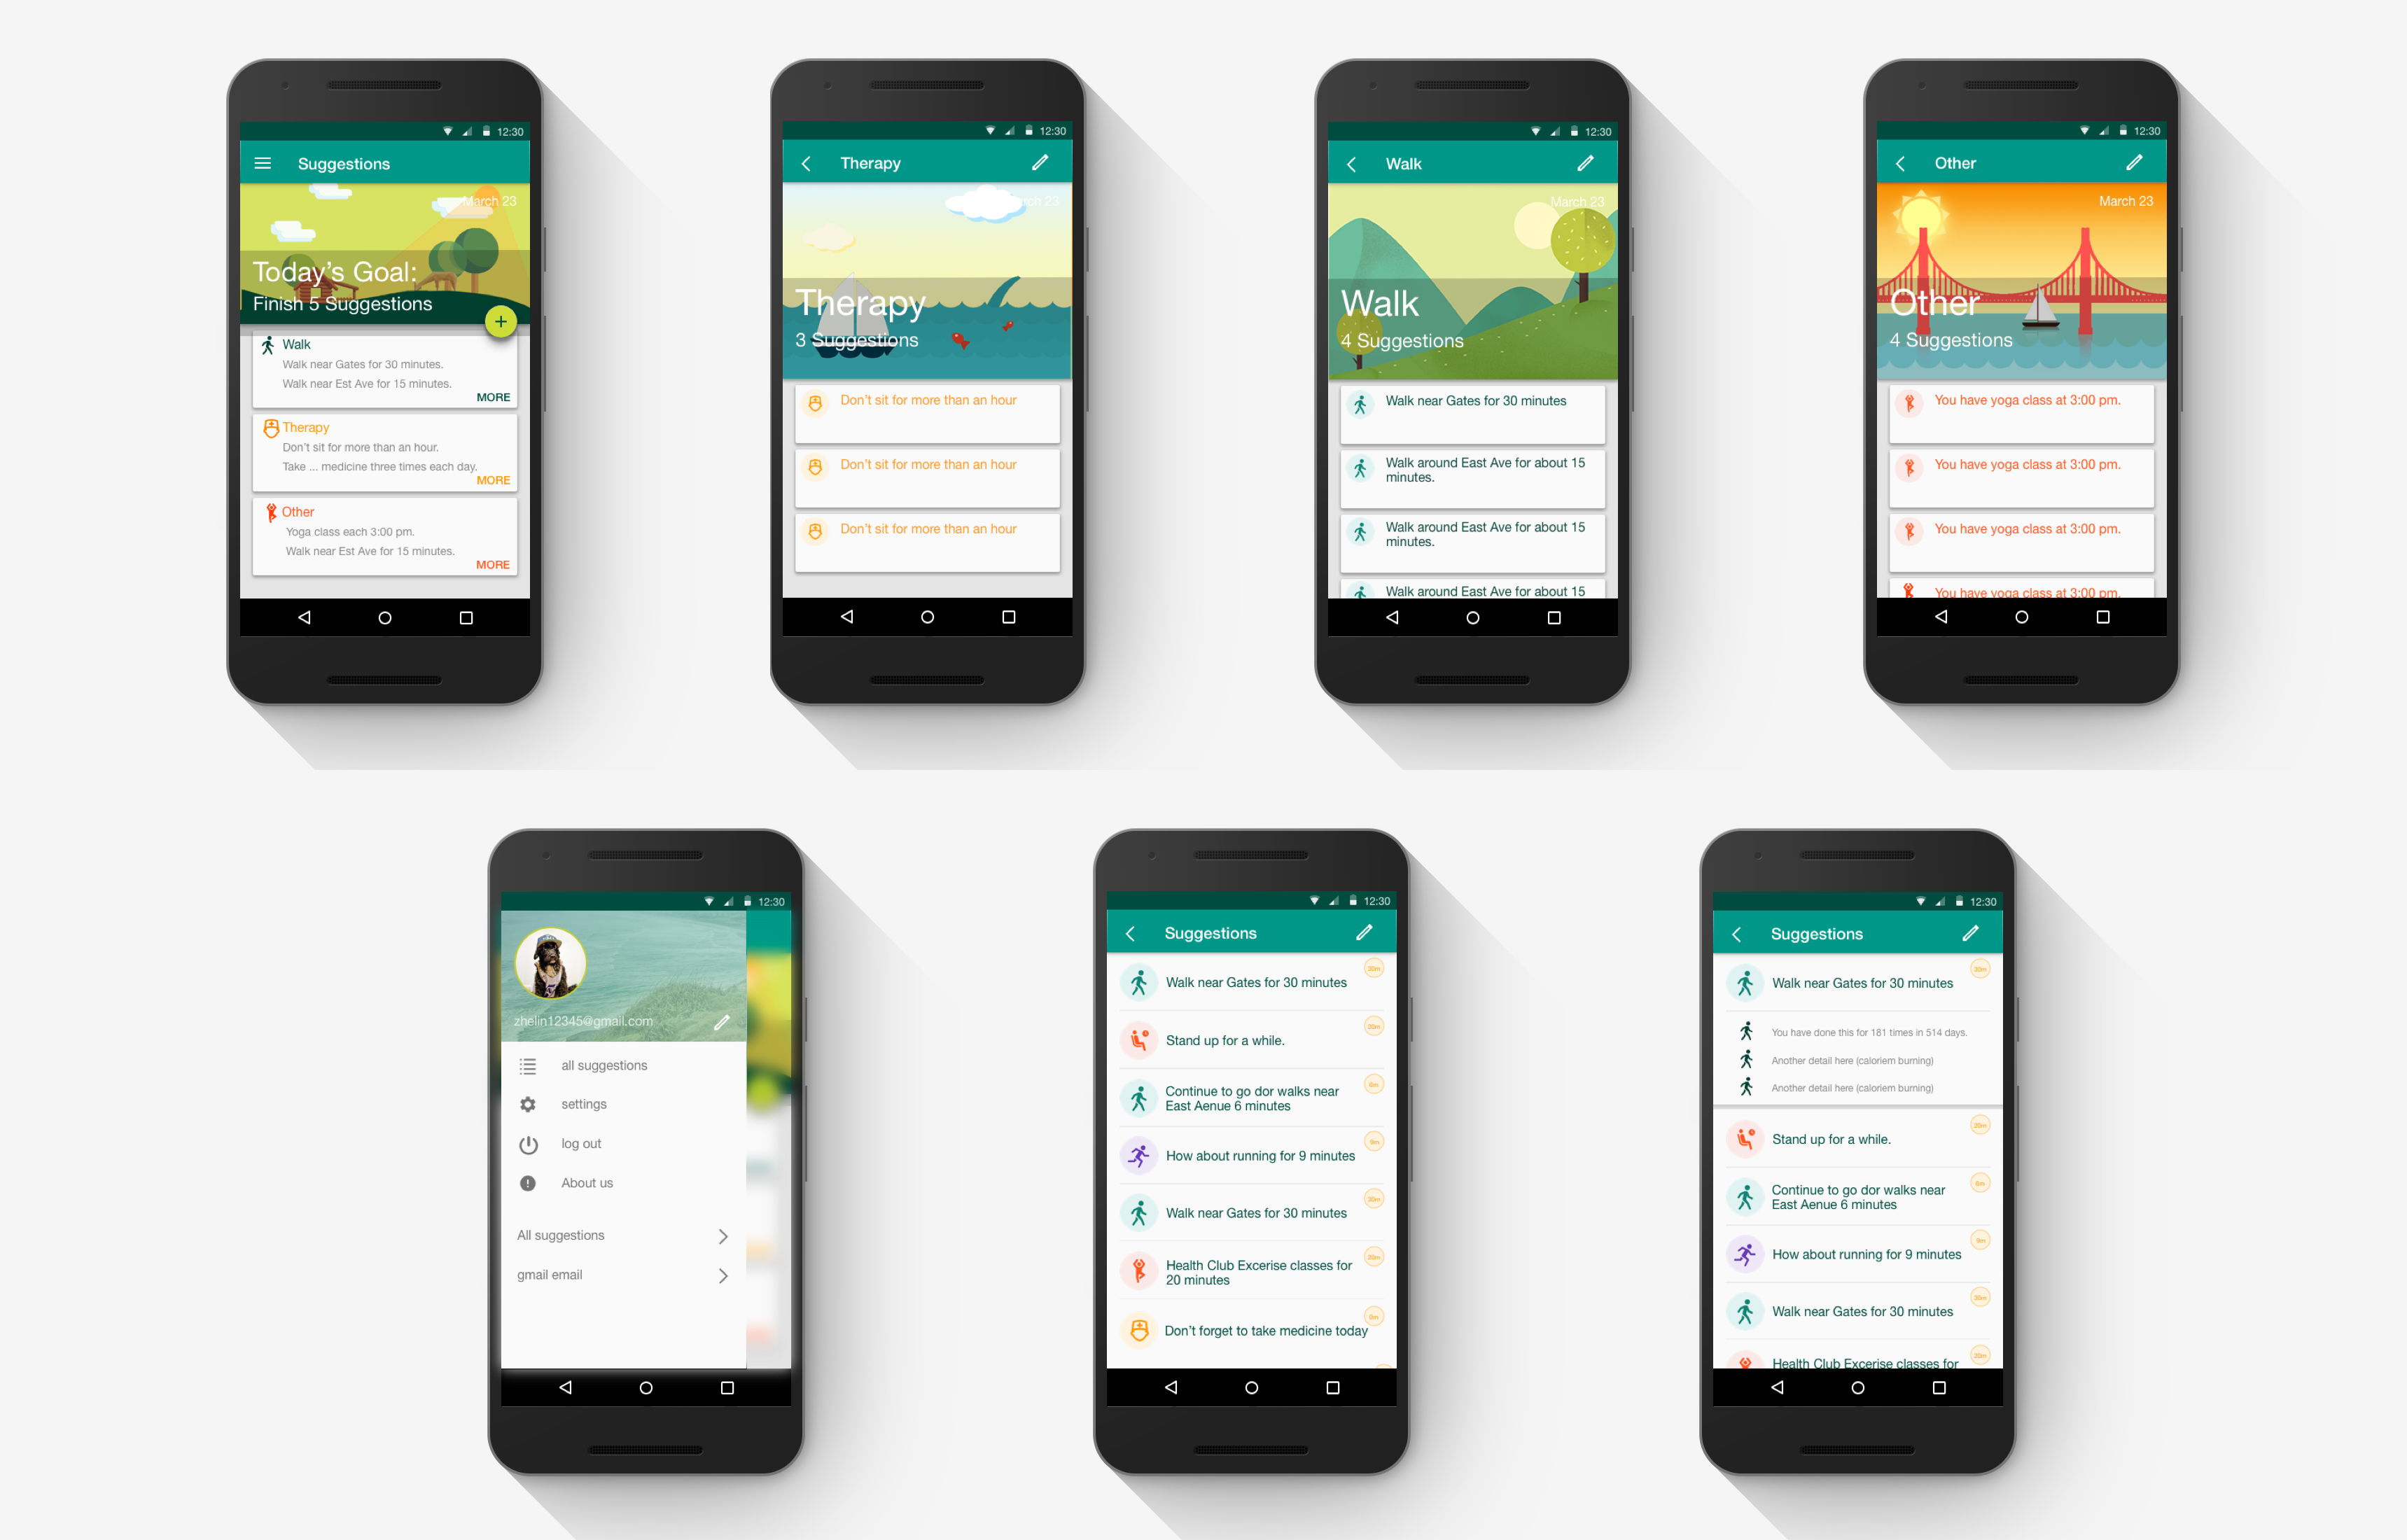 12:30
Suggestions
March 23
Today's Goal:
Finish 5 Suggestions
+
Walk
Walk near Gates for 30 minutes.
Walk near Est Ave for 15 minutes.
MORE
Therapy
Don't sit for more than an hour.
Take ... medicine three times each day.
MORE
Other
Yoga class each 3:00 pm.
Walk near Est Ave for 15 minutes.
MORE
12:30
Therapy
rch 23
Therapy
3 Suggestions
Don't sit for more than an hour
Don't sit for more than an hour
Don't sit for more than an hour
12:30
Walk
March 23
Walk
4 Suggestions
Walk near Gates for 30 minutes
Walk around East Ave for about 15
minutes.
Walk around East Ave for about 15
minutes.
Walk around East Ave for about 15
12:30
Other
March 23
Other
4 Suggestions
You have yoga class at 3:00 pm.
You have yoga class at 3:00 pm.
You have yoga class at 3:00 pm.
You have yoga class at 3:00 pm.
12:30
zhelin12345@gmail.com
all suggestions
settings
log out
About us
All suggestions
gmail email
12:30
Suggestions
30m
Walk near Gates for 30 minutes
20m
Stand up for a while.
6m
Continue to go dor walks near
East Aenue 6 minutes
9m
How about running for 9 minutes
30m
Walk near Gates for 30 minutes
20m
Health Club Excerise classes for
20 minutes
0m
Don't forget to take medicine today
12:30
Suggestions
30m
Walk near Gates for 30 minutes
You have done this for 181 times in 514 days.
Another detail here (caloriem burning)
Another detail here (caloriem burning)
20m
Stand up for a while.
6m
Continue to go dor walks near
East Aenue 6 minutes
9m
How about running for 9 minutes
30m
Walk near Gates for 30 minutes
20m
Health Club Excerise classes for